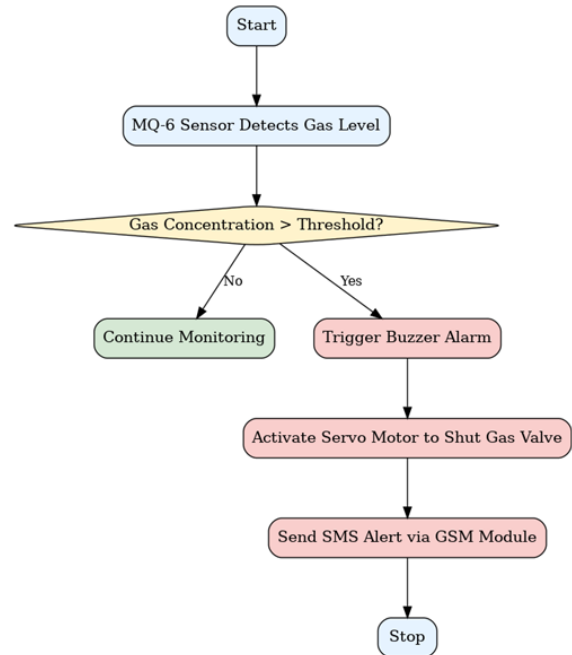 Start
MQ-6 Sensor Detects Gas Level
Gas Concentration > Threshold?
No
Yes
Continue Monitoring
Trigger Buzzer Alarm
Activate Servo Motor to Shut Gas Valve
Send SMS Alert via GSM Module
Stop